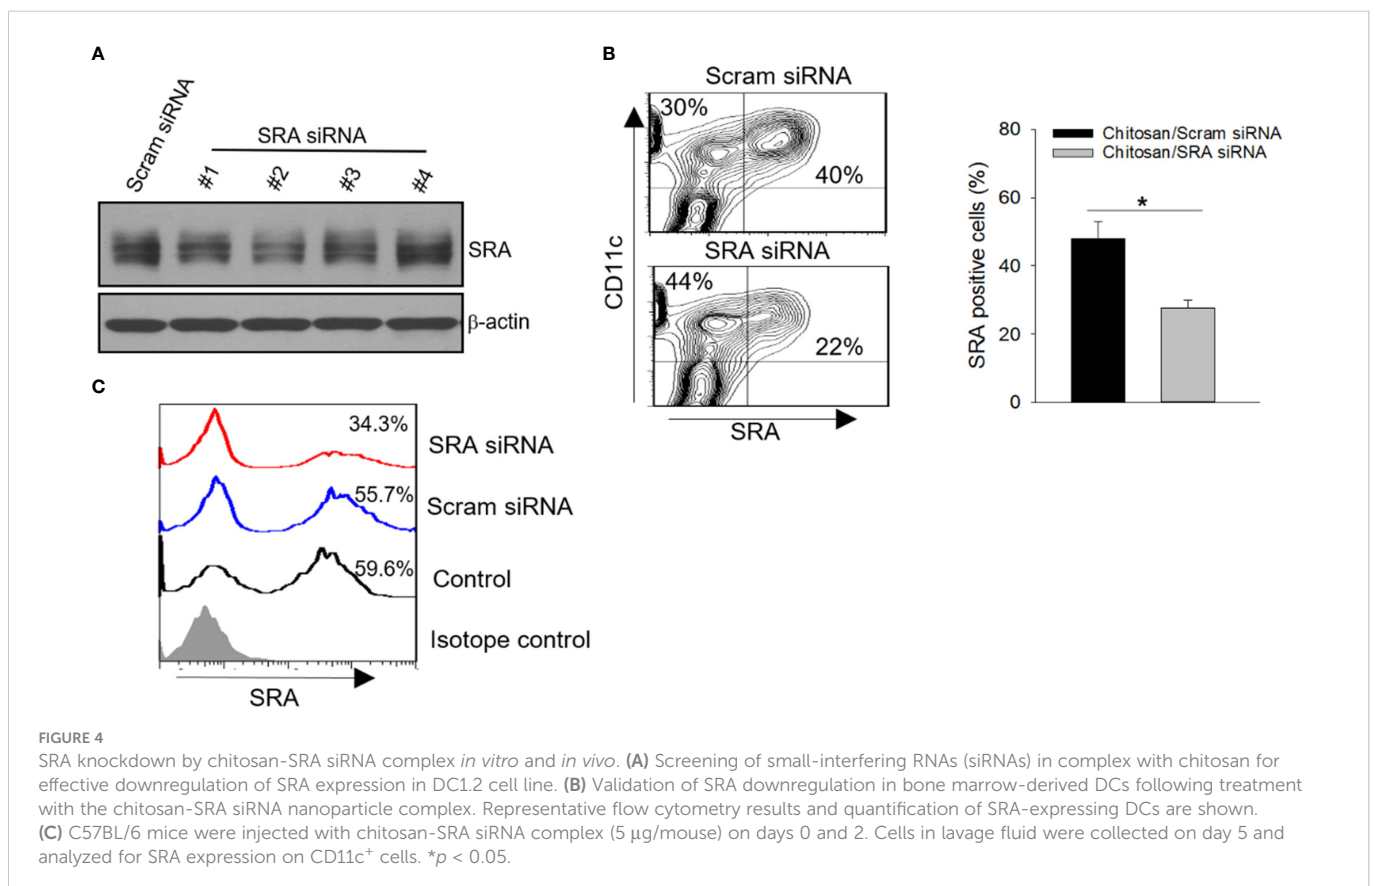 A
Scram siRNA
SRA siRNA
#1
#2
#3
#4
SRA
β-actin
B
Scram siRNA
30%
40%
SRA siRNA
44%
22%
CD11c
SRA
80
60
40
20
0
SRA positive cells (%)
Chitosan/Scram siRNA
Chitosan/SRA siRNA
*
C
34.3%
SRA siRNA
55.7%
Scram siRNA
59.6%
Control
Isotope control
SRA
FIGURE 4
SRA knockdown by chitosan-SRA siRNA complex in vitro and in vivo. (A) Screening of small-interfering RNAs (siRNAs) in complex with chitosan for
effective downregulation of SRA expression in DC1.2 cell line. (B) Validation of SRA downregulation in bone marrow-derived DCs following treatment
with the chitosan-SRA siRNA nanoparticle complex. Representative flow cytometry results and quantification of SRA-expressing DCs are shown.
(C) C57BL/6 mice were injected with chitosan-SRA siRNA complex (5 μg/mouse) on days 0 and 2. Cells in lavage fluid were collected on day 5 and
analyzed for SRA expression on CD11c⁺ cells. *p < 0.05.